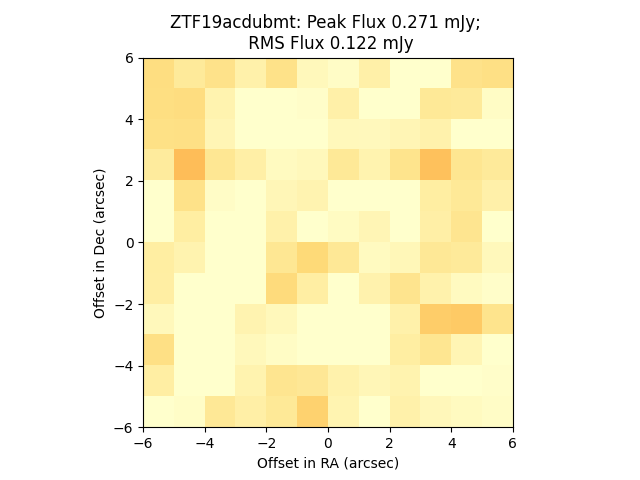 ZTF19acdubmt: Peak Flux 0.271 mJy;
RMS Flux 0.122 mJy
6
4
2
0
−2
−4
−6
Offset in Dec (arcsec)
−6 −4 −2 0 2 4 6
Offset in RA (arcsec)